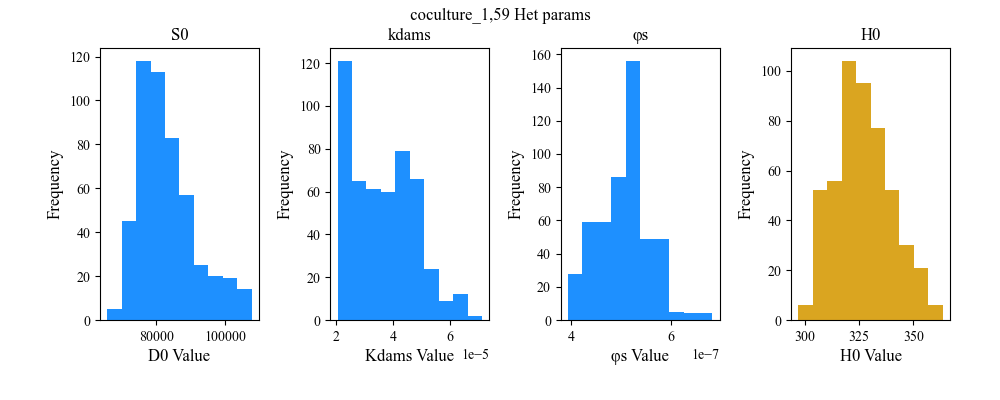 coculture_1,59 Het params
S0
kdams
φs
H0
Frequency
120
100
80
60
40
20
0
80000
100000
D0 Value
Frequency
120
100
80
60
40
20
0
2
4
6
1e−5
Kdams Value
Frequency
160
140
120
100
80
60
40
20
0
4
6
1e−7
φs Value
Frequency
100
80
60
40
20
0
300
325
350
H0 Value